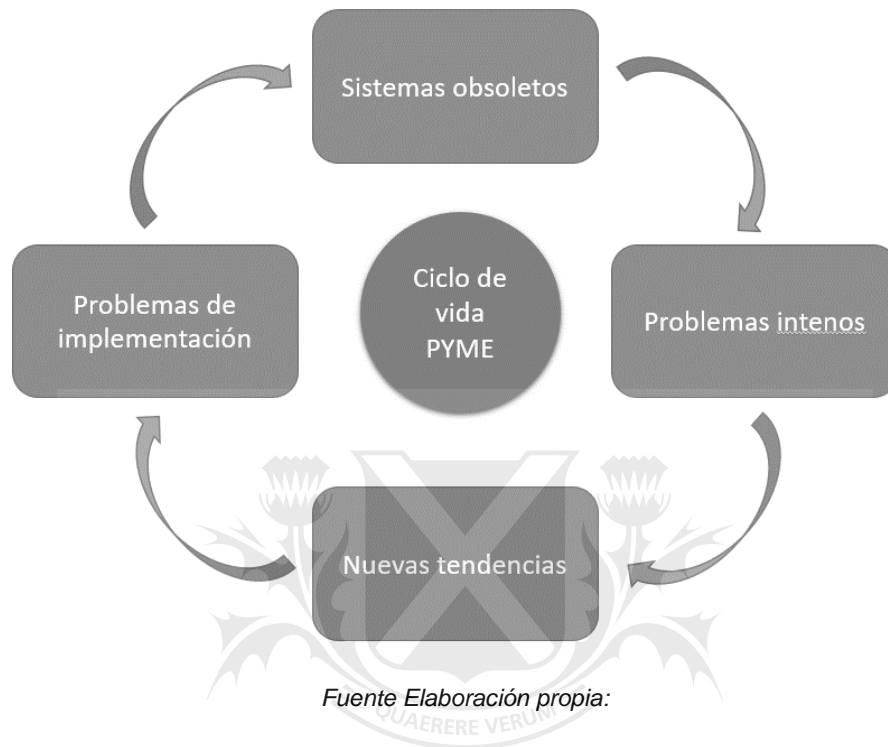 Sistemas obsoletos
Problemas intenos
Nuevas tendencias
Problemas de
implementación
Ciclo de
vida
PYME
Fuente Elaboración propia:
QUAERERE VERUM